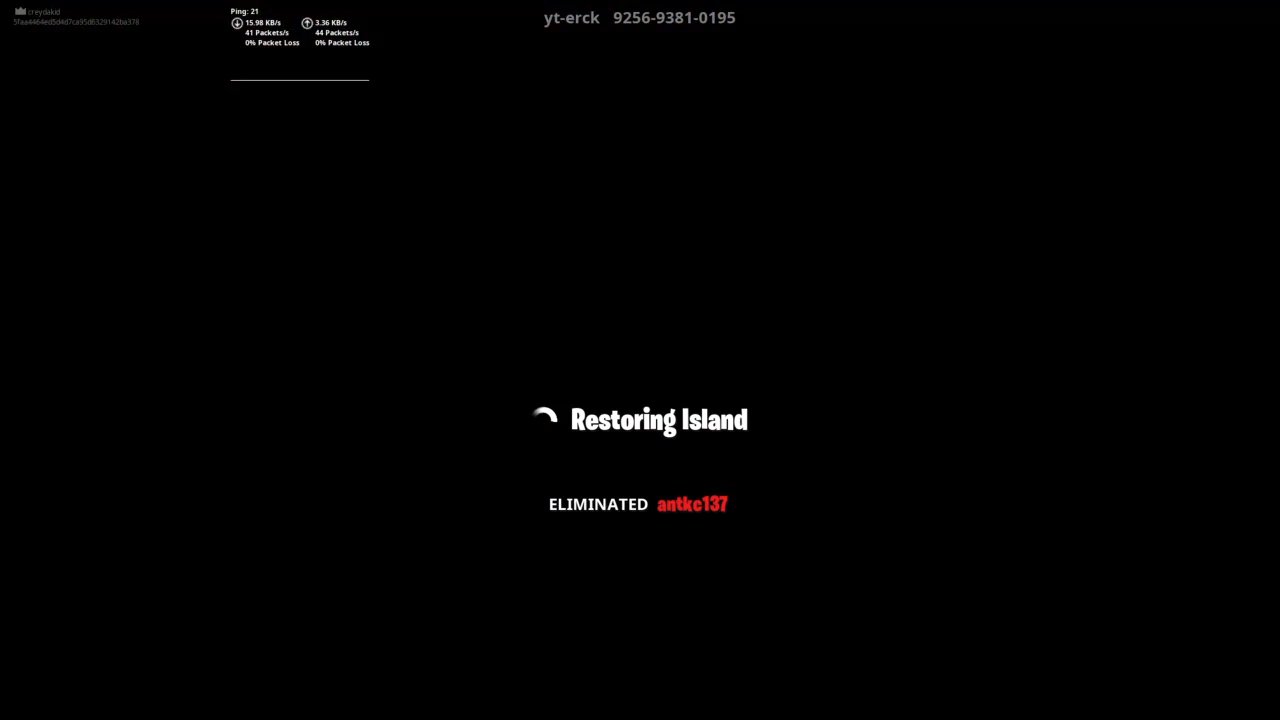 creydakid
5faa4464ed5d4d7ca95d6329142ba378
Ping: 21
15.98 KB/s 3.36 KB/s
41 Packets/s 44 Packets/s
0% Packet Loss 0% Packet Loss
yt-erck 9256-9381-0195
Restoring Island
ELIMINATED antkc137